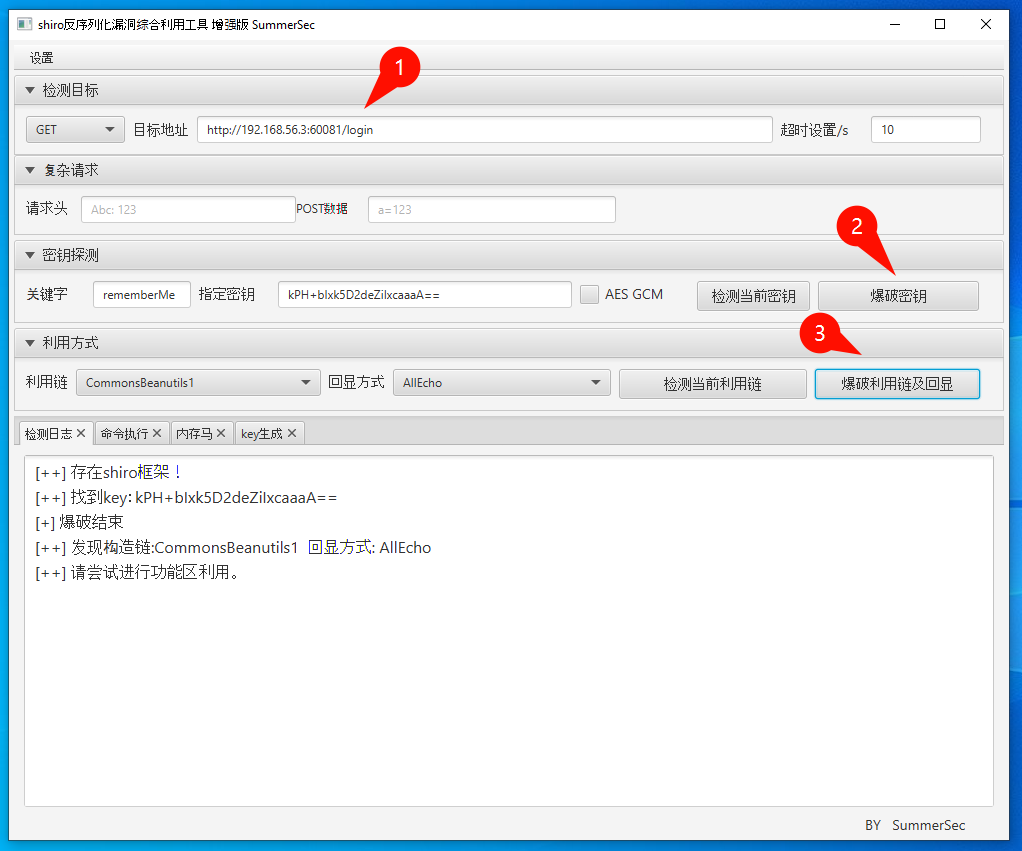 shiro反序列化漏洞综合利用工具 增强版 SummerSec
设置
检测目标
1
GET 目标地址 http://192.168.56.3:60081/login 超时设置/s 10
复杂请求
请求头 Abc: 123 POST数据 a=123
2
密钥探测
关键字 rememberMe 指定密钥 kPH+bIxk5D2deZiIxcaaaA== AES GCM 检测当前密钥 爆破密钥
3
利用方式
利用链 CommonsBeanutils1 回显方式 AllEcho 检测当前利用链 爆破利用链及回显
检测日志 命令执行 内存马 key生成
[++] 存在shiro框架！
[++] 找到key: kPH+bIxk5D2deZiIxcaaaA==
[+] 爆破结束
[++] 发现构造链:CommonsBeanutils1 回显方式: AllEcho
[++] 请尝试进行功能区利用。
BY SummerSec